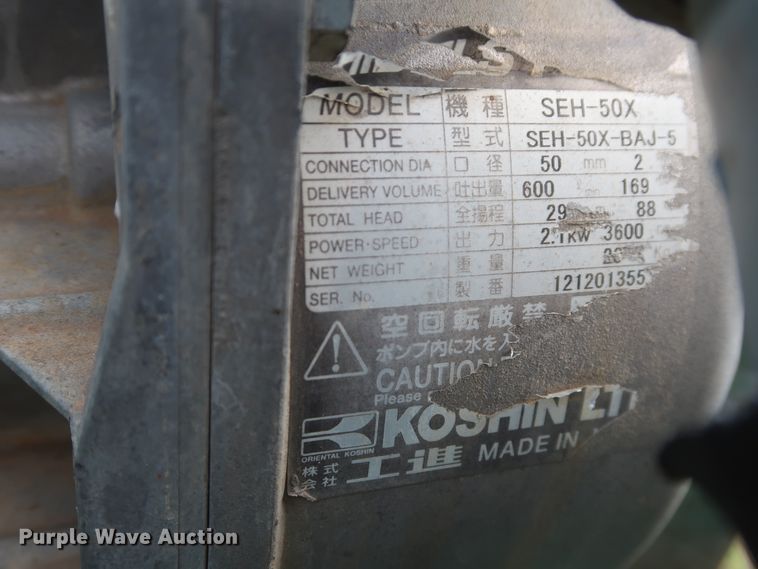 MODEL 機種 SEH-50X
TYPE 型式 SEH-50X-BAJ-5
CONNECTION DIA 口径 50 mm 2
DELIVERY VOLUME 吐出量 600 169
TOTAL HEAD 全揚程 29 88
POWER·SPEED 出力 2.1kW 3600
NET WEIGHT 重量
SER. No. 製番 121201355
空回転厳禁
ポンプ内に水を入
CAUTION
Please
KOSHIN LT
ORIENTAL KOSHIN
株式会社 工進 MADE IN
Purple Wave Auction